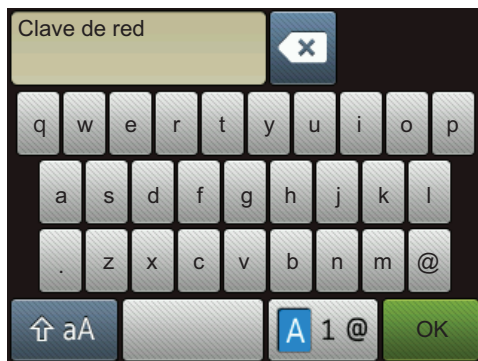 Clave de red
q w e r t y u i o p
a s d f g h j k l
. z x c v b n m @
aA A 1 @ OK